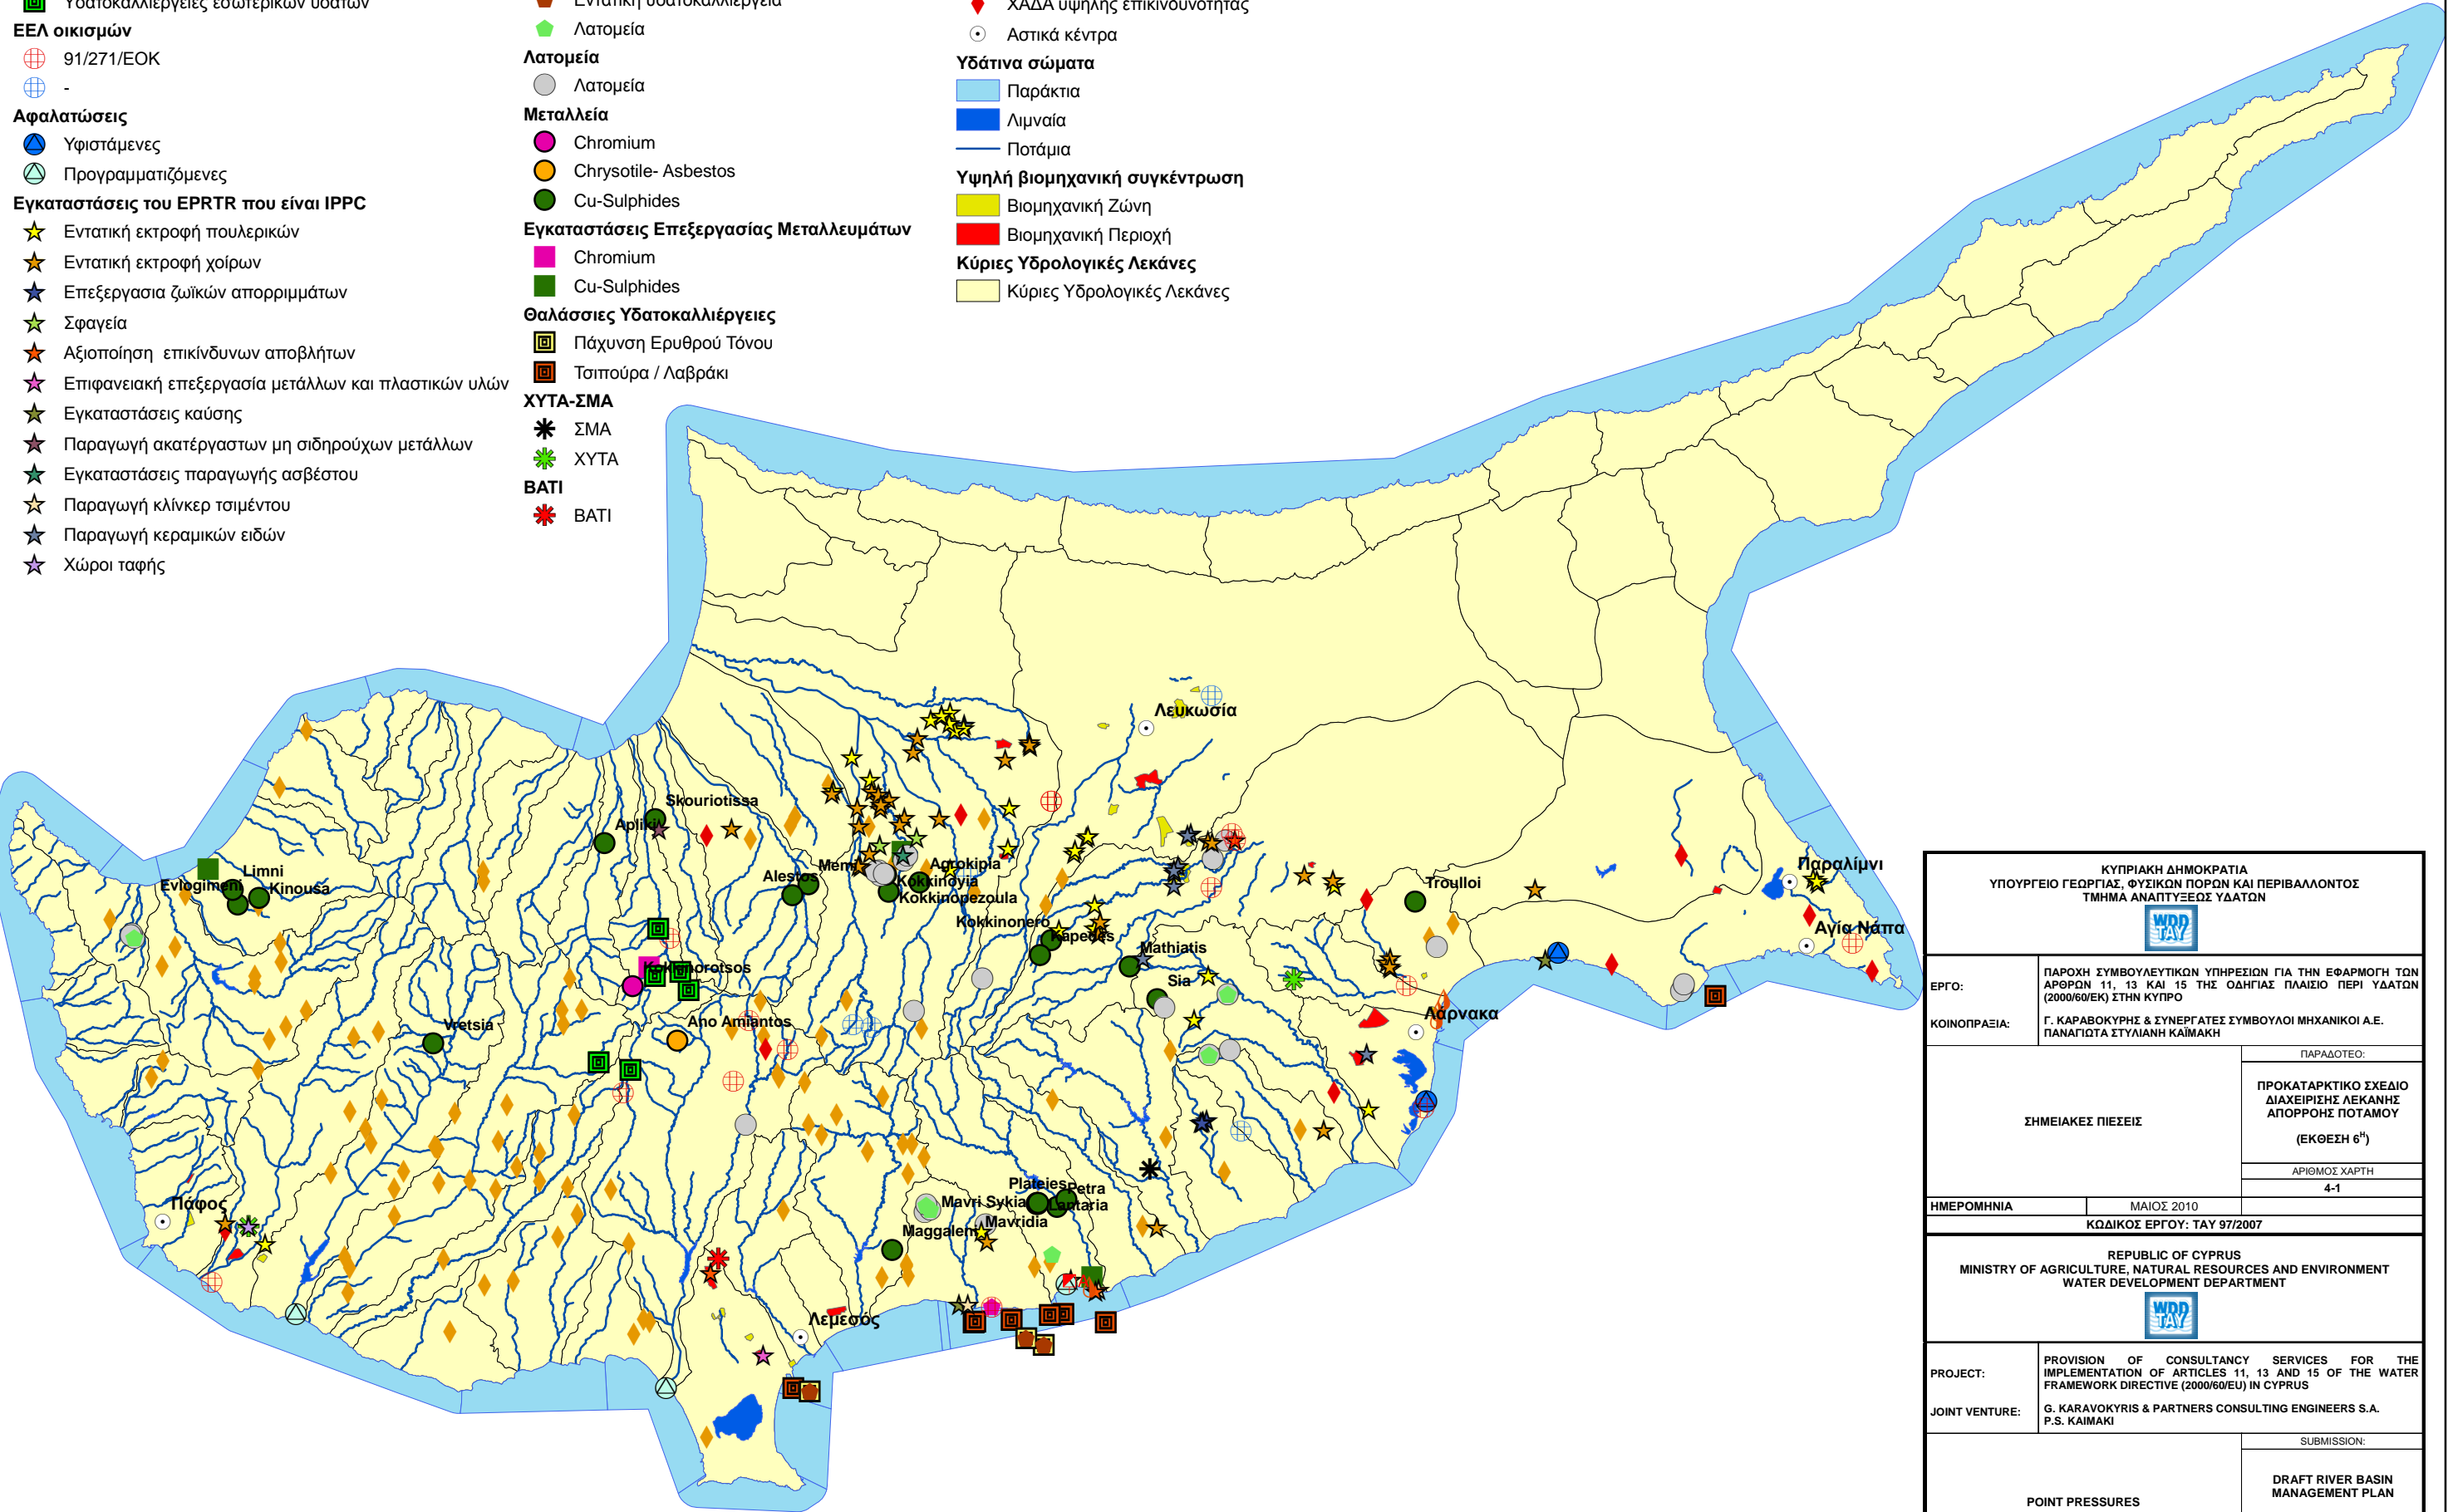 Υδατοκαλλιέργειες εσωτερικών υδάτων
ΕΕΛ οικισμών
91/271/ΕΟΚ
-
Αφαλατώσεις
Υφιστάμενες
Προγραμματιζόμενες
Εγκαταστάσεις του EPRTR που είναι IPPC
Εντατική εκτροφή πουλερικών
Εντατική εκτροφή χοίρων
Επεξεργασια ζωϊκών απορριμμάτων
Σφαγεία
Αξιοποίηση επικίνδυνων αποβλήτων
Επιφανειακή επεξεργασία μετάλλων και πλαστικών υλών
Εγκαταστάσεις καύσης
Παραγωγή ακατέργαστων μη σιδηρούχων μετάλλων
Εγκαταστάσεις παραγωγής ασβέστου
Παραγωγή κλίνκερ τσιμέντου
Παραγωγή κεραμικών ειδών
Χώροι ταφής
Εντατική υδατοκαλλιέργεια
Λατομεία
Λατομεία
Λατομεία
Μεταλλεία
Chromium
Chrysotile- Asbestos
Cu-Sulphides
Εγκαταστάσεις Επεξεργασίας Μεταλλευμάτων
Chromium
Cu-Sulphides
Θαλάσσιες Υδατοκαλλιέργειες
Πάχυνση Ερυθρού Τόνου
Τσιπούρα / Λαβράκι
ΧΥΤΑ-ΣΜΑ
ΣΜΑ
ΧΥΤΑ
ΒΑΤΙ
ΒΑΤΙ
ΧΑΔΑ υψηλής επικινδυνότητας
Αστικά κέντρα
Υδάτινα σώματα
Παράκτια
Λιμναία
Ποτάμια
Υψηλή βιομηχανική συγκέντρωση
Βιομηχανική Ζώνη
Βιομηχανική Περιοχή
Κύριες Υδρολογικές Λεκάνες
Κύριες Υδρολογικές Λεκάνες
Λευκωσία
Skouriotissa
Apliki
Memi
Alestos
Agrokipia
Kokkinoyia
Kokkinopezoula
Limni
Evlogimeni
Kinousa
Kokkinonero
Kapedes
Mathiatis
Sia
Troulloi
Παραλίμνι
Αγία Νάπα
Λάρνακα
Kokkinorotsos
Ano Amiantos
Vretsia
Πάφος
Plateies
Petra
Mavri Sykia
Lantaria
Mavridia
Maggaleni
Λεμεσός
ΚΥΠΡΙΑΚΗ ΔΗΜΟΚΡΑΤΙΑ
ΥΠΟΥΡΓΕΙΟ ΓΕΩΡΓΙΑΣ, ΦΥΣΙΚΩΝ ΠΟΡΩΝ ΚΑΙ ΠΕΡΙΒΑΛΛΟΝΤΟΣ
ΤΜΗΜΑ ΑΝΑΠΤΥΞΕΩΣ ΥΔΑΤΩΝ
WDD
TAY
ΕΡΓΟ:
ΠΑΡΟΧΗ ΣΥΜΒΟΥΛΕΥΤΙΚΩΝ ΥΠΗΡΕΣΙΩΝ ΓΙΑ ΤΗΝ ΕΦΑΡΜΟΓΗ ΤΩΝ
ΑΡΘΡΩΝ 11, 13 ΚΑΙ 15 ΤΗΣ ΟΔΗΓΙΑΣ ΠΛΑΙΣΙΟ ΠΕΡΙ ΥΔΑΤΩΝ
(2000/60/ΕΚ) ΣΤΗΝ ΚΥΠΡΟ
ΚΟΙΝΟΠΡΑΞΙΑ:
Γ. ΚΑΡΑΒΟΚΥΡΗΣ & ΣΥΝΕΡΓΑΤΕΣ ΣΥΜΒΟΥΛΟΙ ΜΗΧΑΝΙΚΟΙ Α.Ε.
ΠΑΝΑΓΙΩΤΑ ΣΤΥΛΙΑΝΗ ΚΑΪΜΑΚΗ
ΣΗΜΕΙΑΚΕΣ ΠΙΕΣΕΙΣ
ΠΑΡΑΔΟΤΕΟ:
ΠΡΟΚΑΤΑΡΚΤΙΚΟ ΣΧΕΔΙΟ
ΔΙΑΧΕΙΡΙΣΗΣ ΛΕΚΑΝΗΣ
ΑΠΟΡΡΟΗΣ ΠΟΤΑΜΟΥ
(ΕΚΘΕΣΗ 6Η)
ΑΡΙΘΜΟΣ ΧΑΡΤΗ
4-1
ΗΜΕΡΟΜΗΝΙΑ
ΜΑΙΟΣ 2010
ΚΩΔΙΚΟΣ ΕΡΓΟΥ: ΤΑΥ 97/2007
REPUBLIC OF CYPRUS
MINISTRY OF AGRICULTURE, NATURAL RESOURCES AND ENVIRONMENT
WATER DEVELOPMENT DEPARTMENT
WDD
TAY
PROJECT:
PROVISION OF CONSULTANCY SERVICES FOR THE
IMPLEMENTATION OF ARTICLES 11, 13 AND 15 OF THE WATER
FRAMEWORK DIRECTIVE (2000/60/EU) IN CYPRUS
JOINT VENTURE:
G. KARAVOKYRIS & PARTNERS CONSULTING ENGINEERS S.A.
P.S. KAIMAKI
SUBMISSION:
DRAFT RIVER BASIN
MANAGEMENT PLAN
POINT PRESSURES